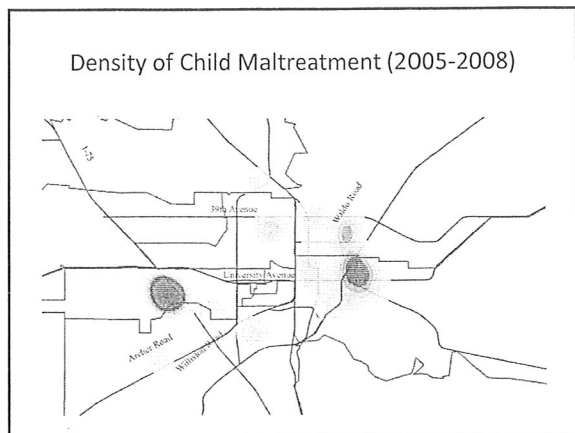 Density of Child Maltreatment (2005-2008)
I-75
39th Avenue
Waldo Road
University Avenue
Archer Road
Williston Road